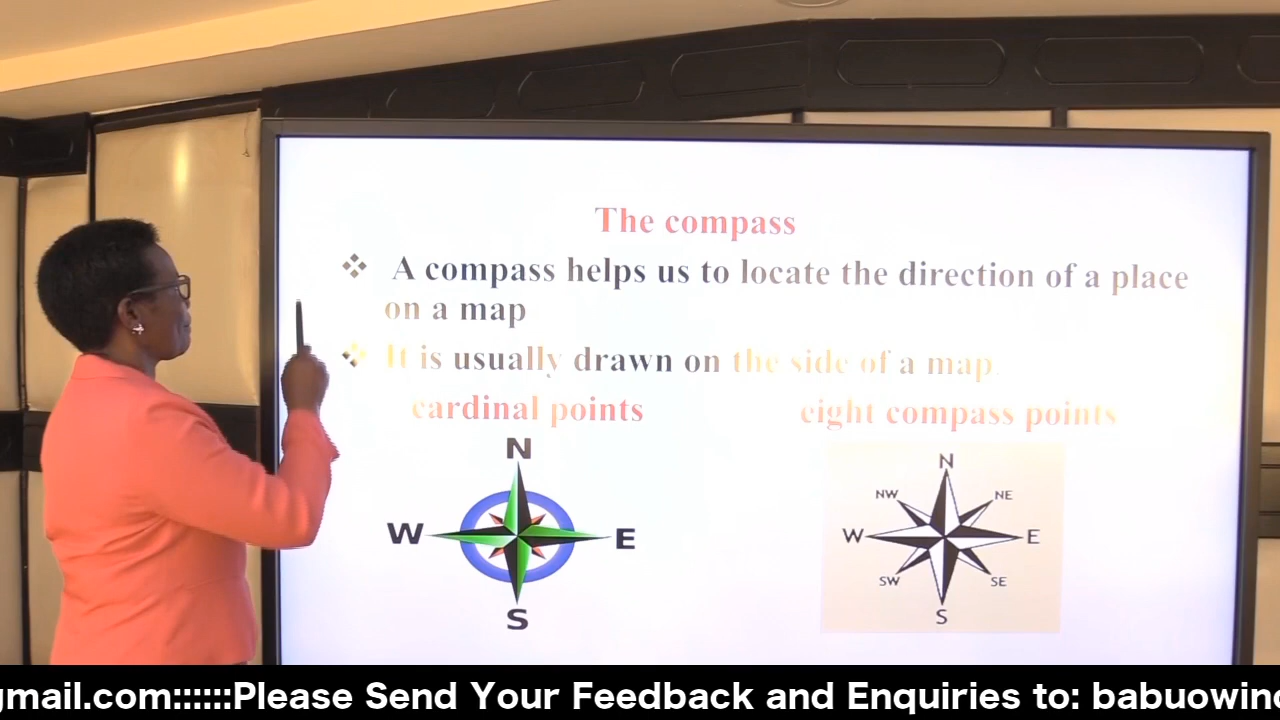 The compass
A compass helps us to locate the direction of a place
on a map
It is usually drawn on the side of a map.
cardinal points
eight compass points
N
W
E
S
N
NW
NE
W
E
SW
SE
S
gmail.com::::::Please Send Your Feedback and Enquiries to: babuowino